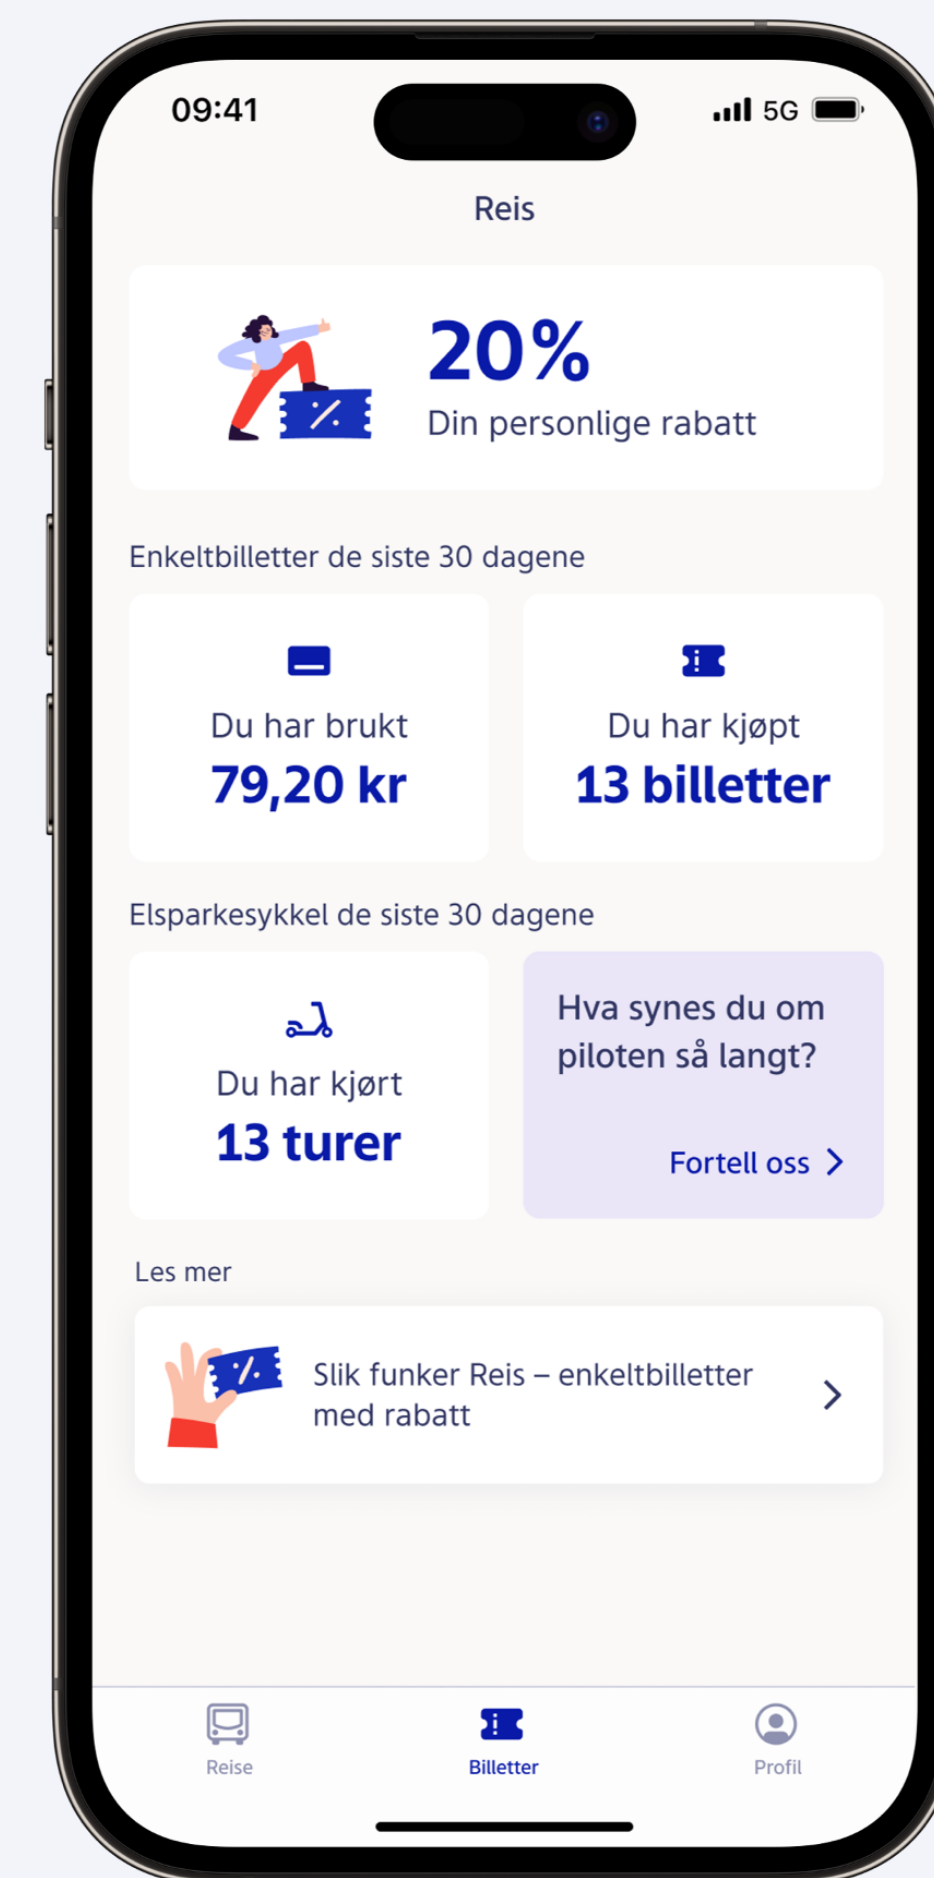 09:41
5G
Reis
20%
Din personlige rabatt
Enkeltbilletter de siste 30 dagene
Du har brukt
79,20 kr
Du har kjøpt
13 billetter
Elsparkesykkel de siste 30 dagene
Du har kjørt
13 turer
Hva synes du om
piloten så langt?
Fortell oss
Les mer
Slik funker Reis – enkeltbilletter
med rabatt
Reise
Billetter
Profil